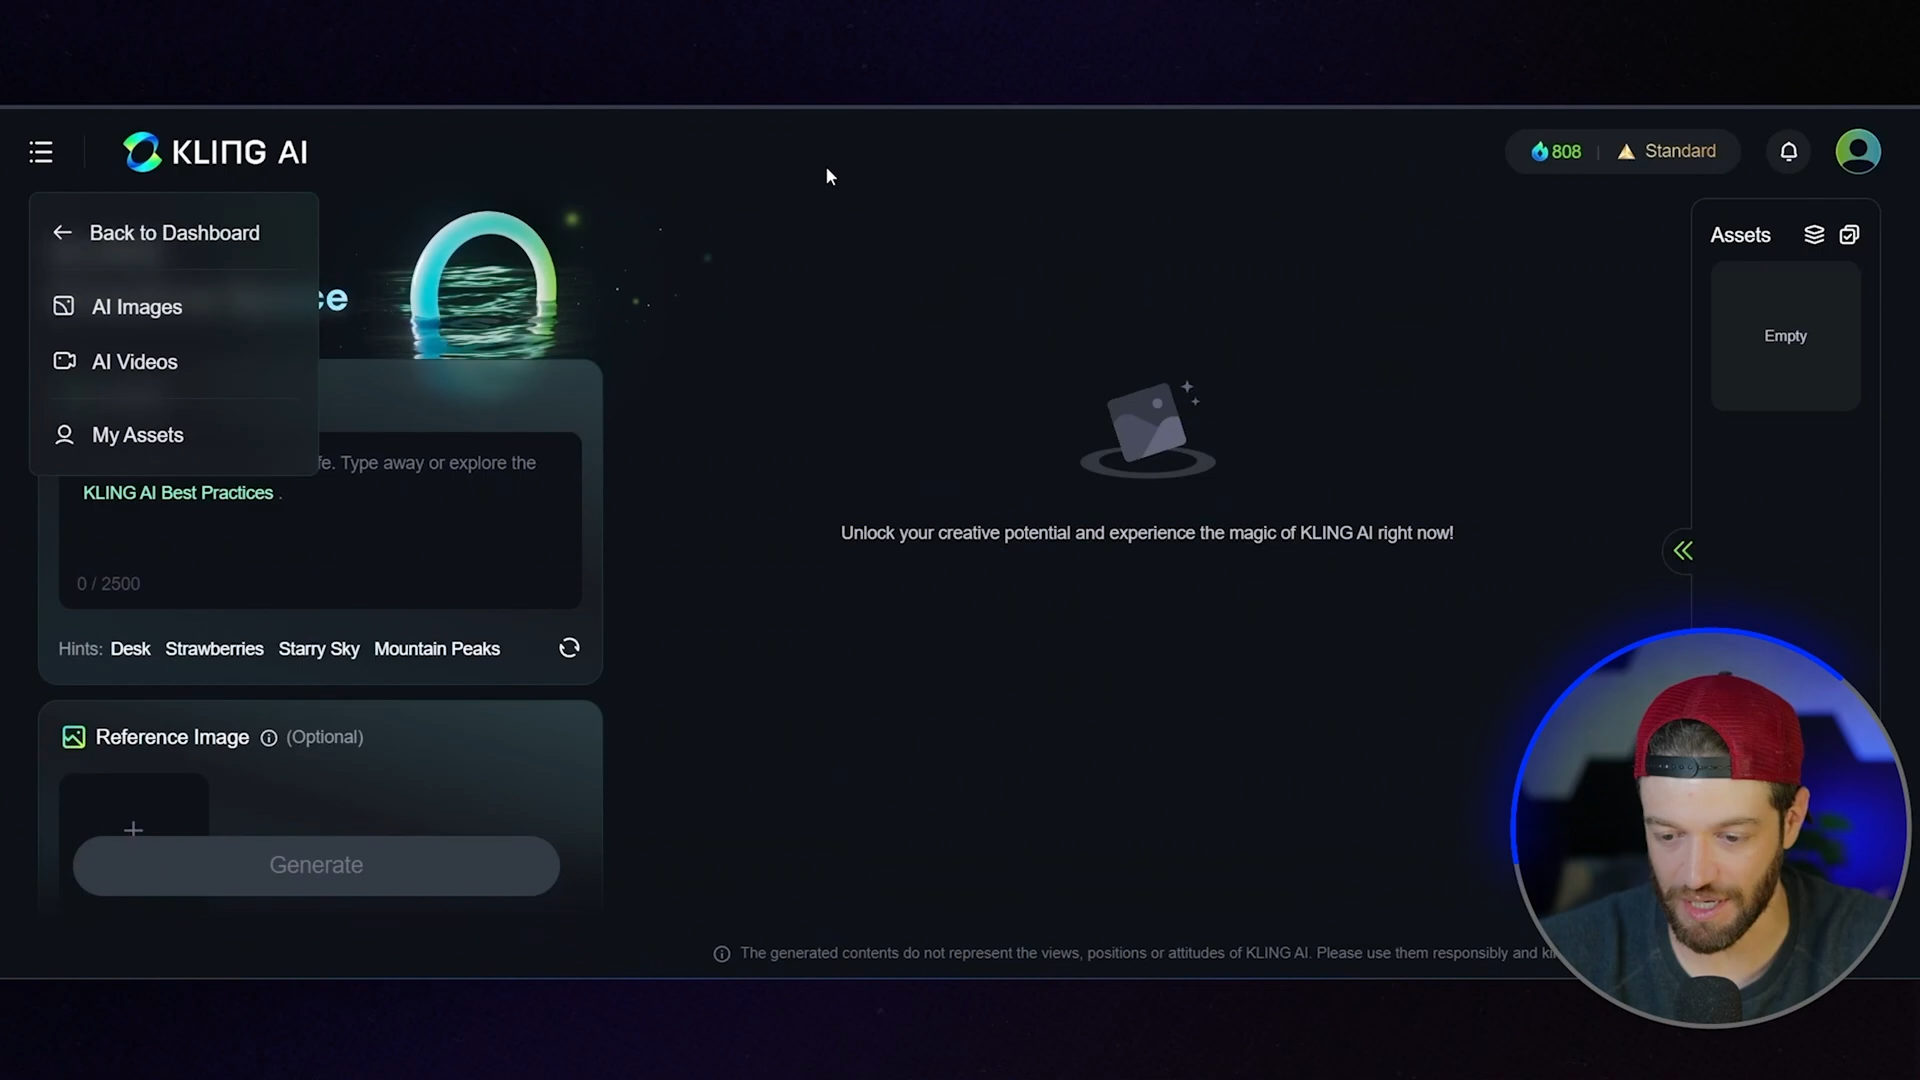 KLING AI
808
Standard
Back to Dashboard
AI Images
AI Videos
My Assets
ce
fe. Type away or explore the
KLING AI Best Practices .
0 / 2500
Hints: Desk Strawberries Starry Sky Mountain Peaks
Reference Image (Optional)
Generate
Unlock your creative potential and experience the magic of KLING AI right now!
Assets
Empty
The generated contents do not represent the views, positions or attitudes of KLING AI. Please use them responsibly and ki